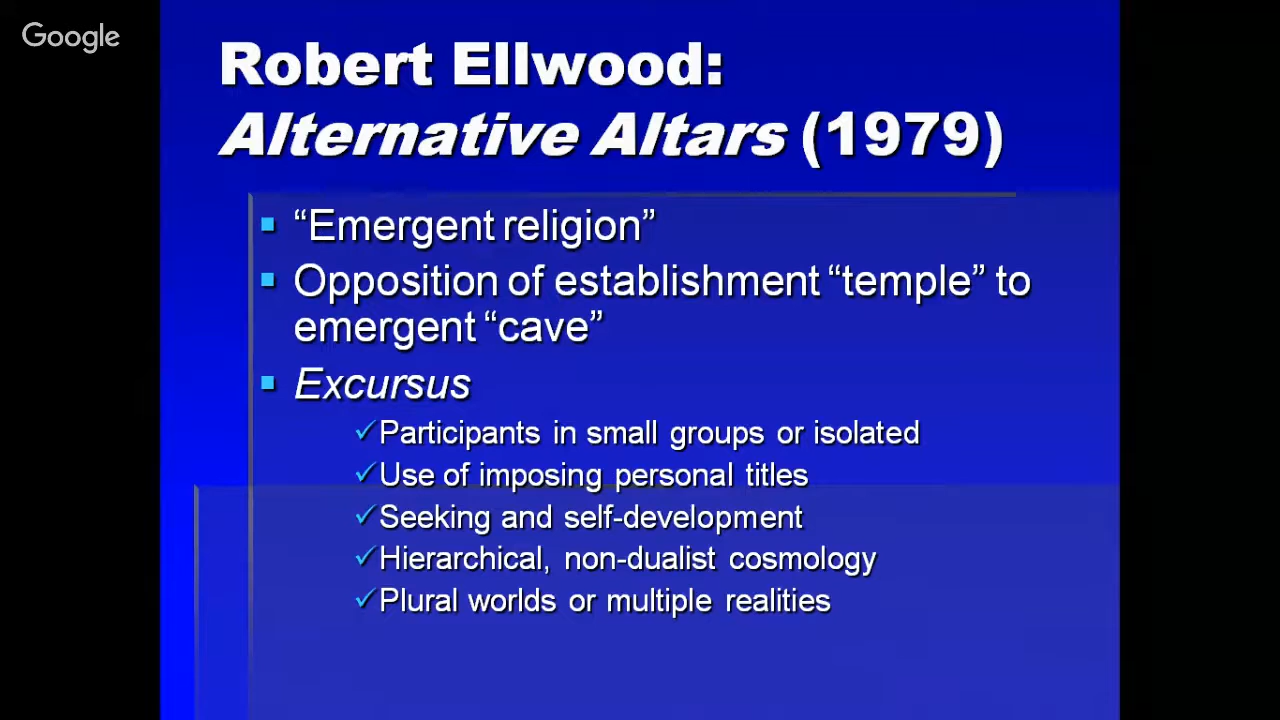 Google
Robert Ellwood:
Alternative Altars (1979)
“Emergent religion”
Opposition of establishment “temple” to
emergent “cave”
Excursus
Participants in small groups or isolated
Use of imposing personal titles
Seeking and self-development
Hierarchical, non-dualist cosmology
Plural worlds or multiple realities